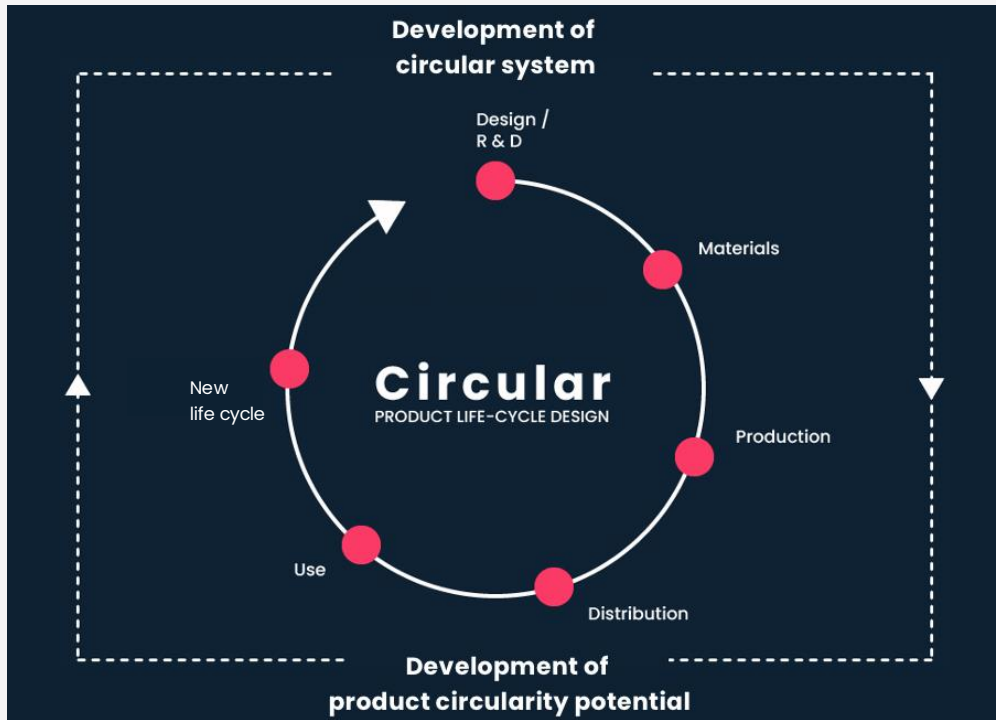 Development of
circular system
Design /
R & D
Materials
Circular
PRODUCT LIFE-CYCLE DESIGN
New
life cycle
Production
Use
Distribution
Development of
product circularity potential